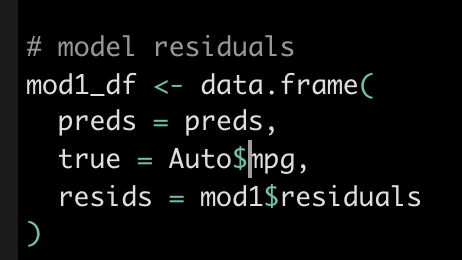 # model residuals
mod1_df <- data.frame(
  preds = preds,
  true = Auto$mpg,
  resids = mod1$residuals
)